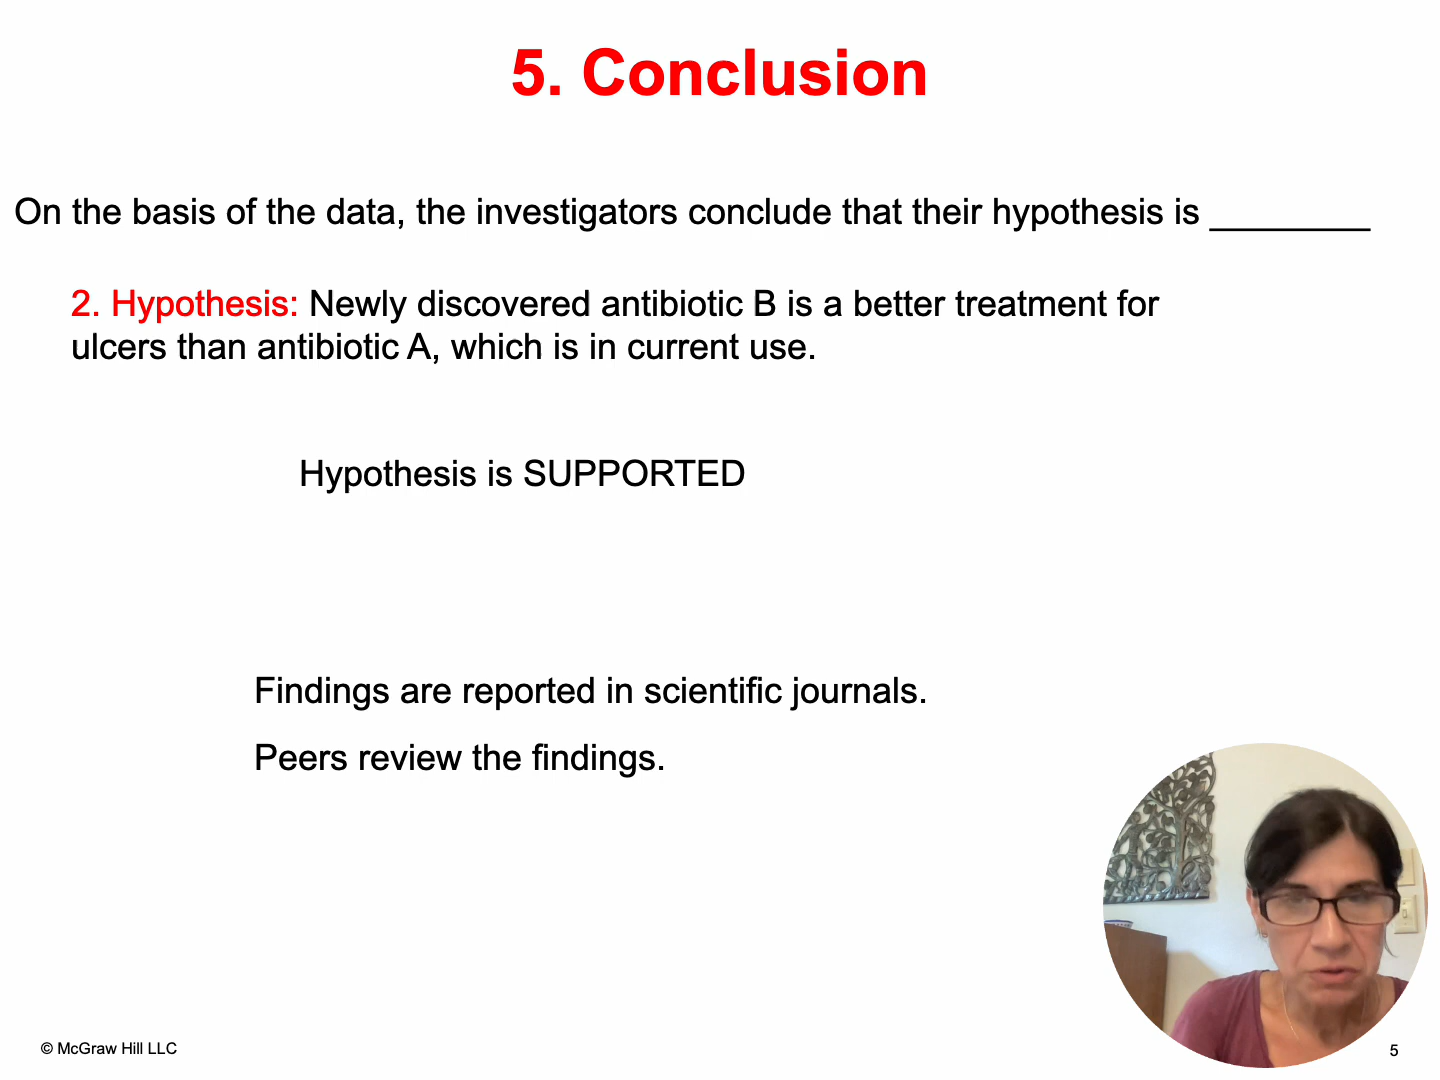 5. Conclusion
On the basis of the data, the investigators conclude that their hypothesis is ________
2. Hypothesis: Newly discovered antibiotic B is a better treatment for
ulcers than antibiotic A, which is in current use.
Hypothesis is SUPPORTED
Findings are reported in scientific journals.
Peers review the findings.
© McGraw Hill LLC
5